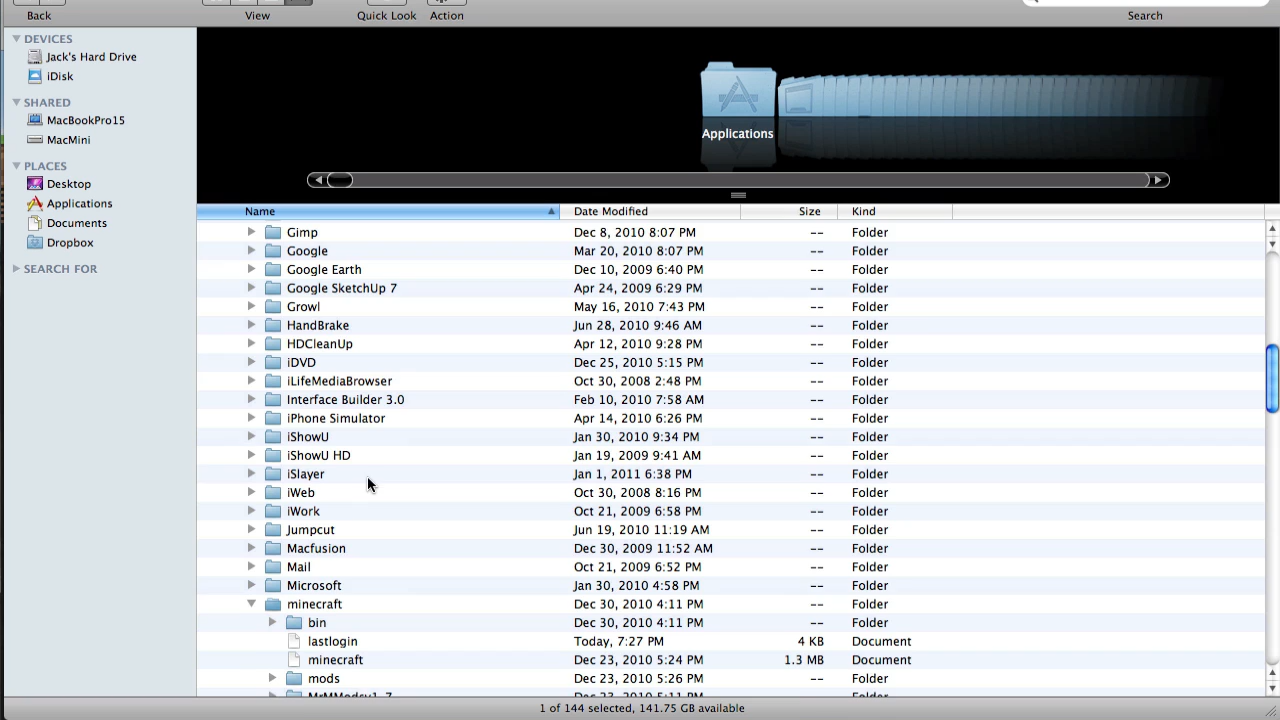 Back View Quick Look Action Search
DEVICES
Jack's Hard Drive
iDisk
SHARED
MacBookPro15
MacMini
PLACES
Desktop
Applications
Documents
Dropbox
SEARCH FOR
Applications
Name Date Modified Size Kind
Gimp Dec 8, 2010 8:07 PM -- Folder
Google Mar 20, 2010 8:07 PM -- Folder
Google Earth Dec 10, 2009 6:40 PM -- Folder
Google SketchUp 7 Apr 24, 2009 6:29 PM -- Folder
Growl May 16, 2010 7:43 PM -- Folder
HandBrake Jun 28, 2010 9:46 AM -- Folder
HDCleanUp Apr 12, 2010 9:28 PM -- Folder
iDVD Dec 25, 2010 5:15 PM -- Folder
iLifeMediaBrowser Oct 30, 2008 2:48 PM -- Folder
Interface Builder 3.0 Feb 10, 2010 7:58 AM -- Folder
iPhone Simulator Apr 14, 2010 6:26 PM -- Folder
iShowU Jan 30, 2010 9:34 PM -- Folder
iShowU HD Jan 19, 2009 9:41 AM -- Folder
iSlayer Jan 1, 2011 6:38 PM -- Folder
iWeb Oct 30, 2008 8:16 PM -- Folder
iWork Oct 21, 2009 6:58 PM -- Folder
Jumpcut Jun 19, 2010 11:19 AM -- Folder
Macfusion Dec 30, 2009 11:52 AM -- Folder
Mail Oct 21, 2009 6:52 PM -- Folder
Microsoft Jan 30, 2010 4:58 PM -- Folder
minecraft Dec 30, 2010 4:11 PM -- Folder
bin Dec 30, 2010 4:11 PM -- Folder
lastlogin Today, 7:27 PM 4 KB Document
minecraft Dec 23, 2010 5:24 PM 1.3 MB Document
mods Dec 23, 2010 5:26 PM -- Folder
Dec 23, 2010 5:11 PM -- Folder
1 of 144 selected, 141.75 GB available